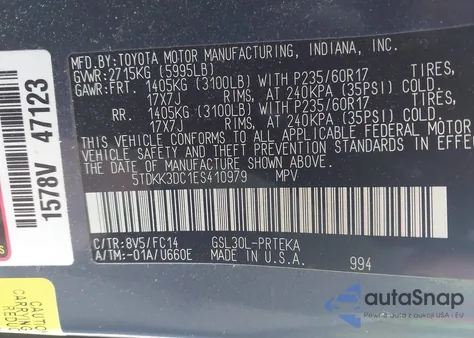 MFD.BY:TOYOTA MOTOR MANUFACTURING, INDIANA, INC.
GVWR:2715KG (5995LB)
GAWR:FRT. 1405KG (3100LB) WITH P235/60R17 TIRES,
17X7J RIMS, AT 240KPA (35PSI) COLD.
RR. 1405KG (3100LB) WITH P235/60R17 TIRES,
17X7J RIMS, AT 240KPA (35PSI) COLD.
THIS VEHICLE CONFORMS TO ALL APPLICABLE FEDERAL MOTOR
VEHICLE SAFETY AND THEFT PREVENTION STANDARDS IN EFFE
THE DATE OF MANUFACTURE SHOWN ABOVE.
5TDKK3DC1ES410979 MPV
C/TR:8V5/FC14 GSL30L-PRTEKA
A/TM:-01A/U660E MADE IN U.S.A. 994
1578V 47123
CAUTIO
CARRYING
REDUC
autoSnap